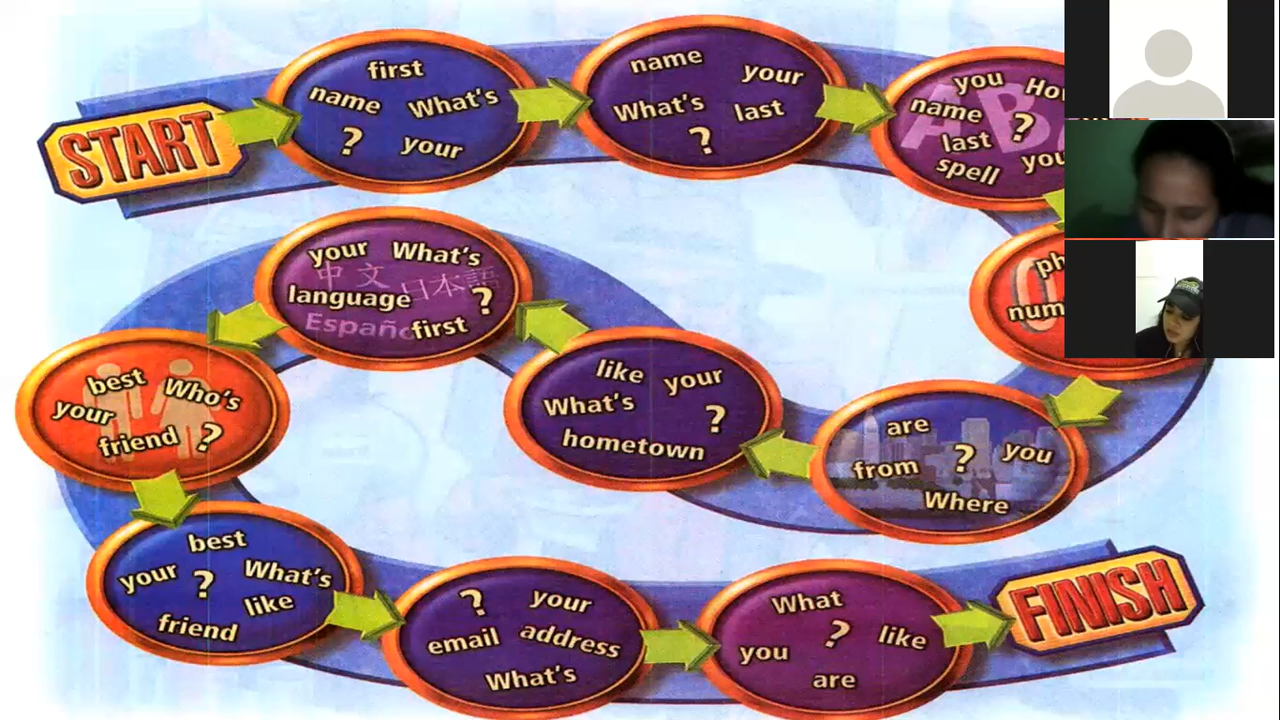 START
first
name What's
? your
name your
What's last
?
you
name ?
last
spell
your What's
中文 日本語
language ?
first
best Who's
your
friend ?
like your
What's ?
hometown
are
from ? you
Where
best
your ? What's
like
friend
? your
email address
What's
What
you ? like
are
FINISH